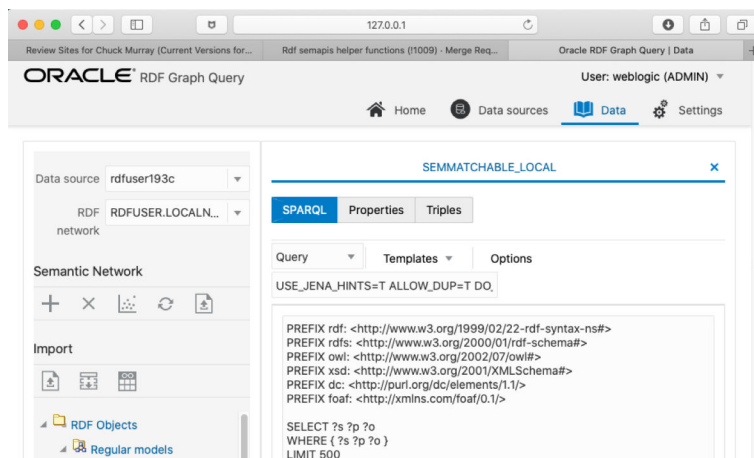 127.0.0.1
Review Sites for Chuck Murray (Current Versions for...
Rdf semapis helper functions (!1009) - Merge Req...
Oracle RDF Graph Query | Data
ORACLE® RDF Graph Query
User: weblogic (ADMIN)
Home
Data sources
Data
Settings
Data source
rdfuser193c
RDF network
RDFUSER.LOCALN...
Semantic Network
Import
RDF Objects
Regular models
SEMMATCHABLE_LOCAL
SPARQL
Properties
Triples
Query
Templates
Options
USE_JENA_HINTS=T ALLOW_DUP=T DO_
PREFIX rdf: <http://www.w3.org/1999/02/22-rdf-syntax-ns#>
PREFIX rdfs: <http://www.w3.org/2000/01/rdf-schema#>
PREFIX owl: <http://www.w3.org/2002/07/owl#>
PREFIX xsd: <http://www.w3.org/2001/XMLSchema#>
PREFIX dc: <http://purl.org/dc/elements/1.1/>
PREFIX foaf: <http://xmlns.com/foaf/0.1/>
SELECT ?s ?p ?o
WHERE { ?s ?p ?o }
LIMIT 500